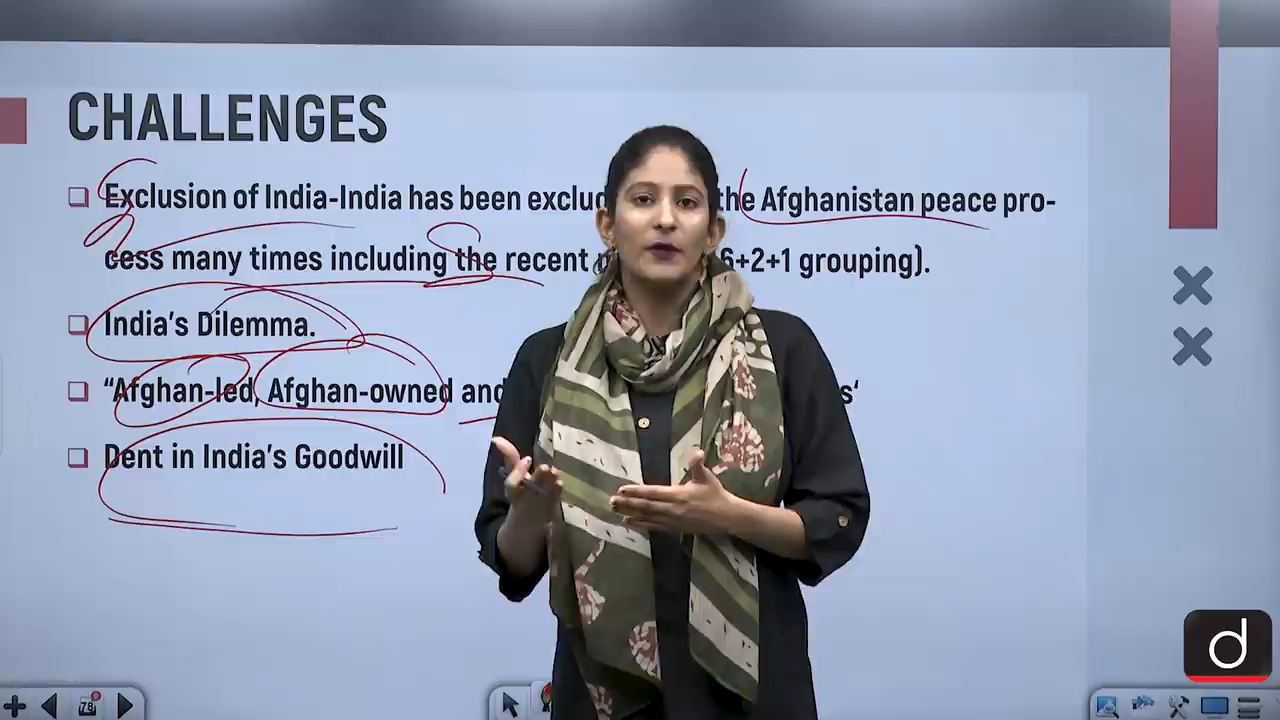 CHALLENGES
Exclusion of India-India has been the Afghanistan peace pro-
cess many times including the recent 6+2+1 grouping).
India's Dilemma.
“Afghan-led, Afghan-owned and
Dent in India's Goodwill
78
d